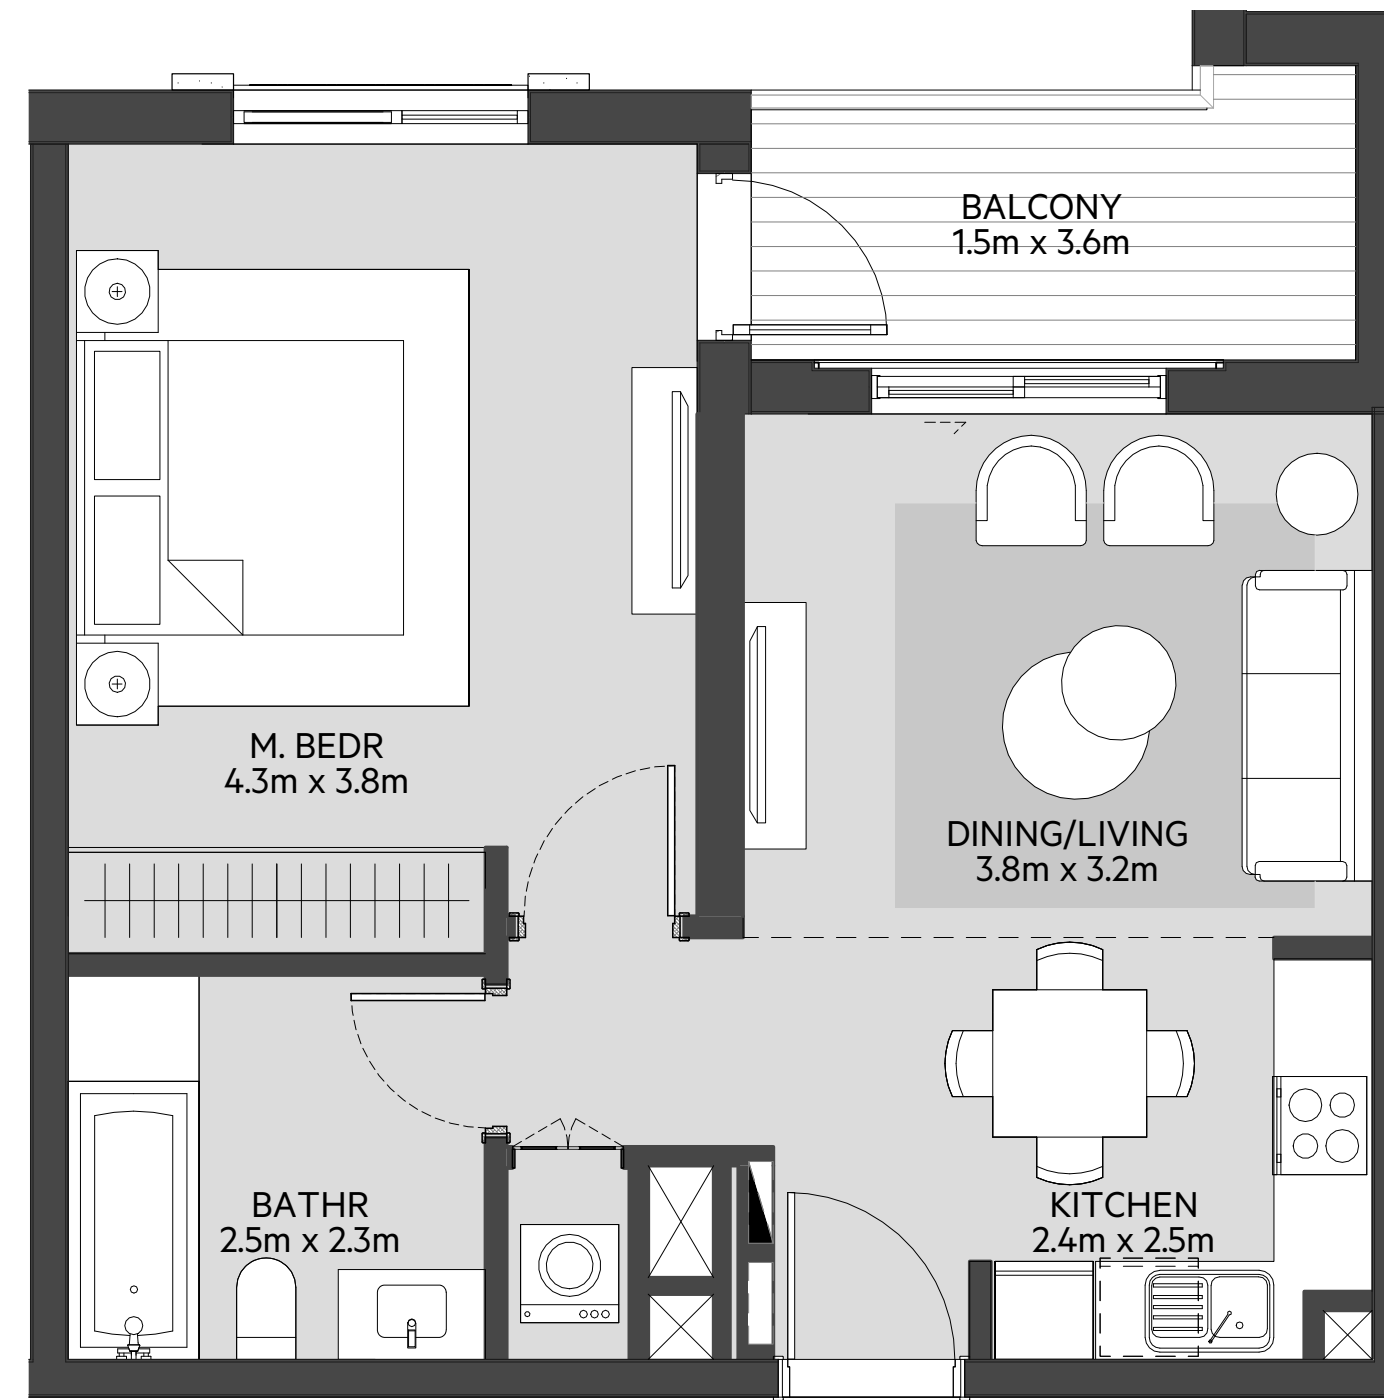 BALCONY
1.5m x 3.6m
M. BEDR
4.3m x 3.8m
DINING/LIVING
3.8m x 3.2m
BATHR
2.5m x 2.3m
KITCHEN
2.4m x 2.5m